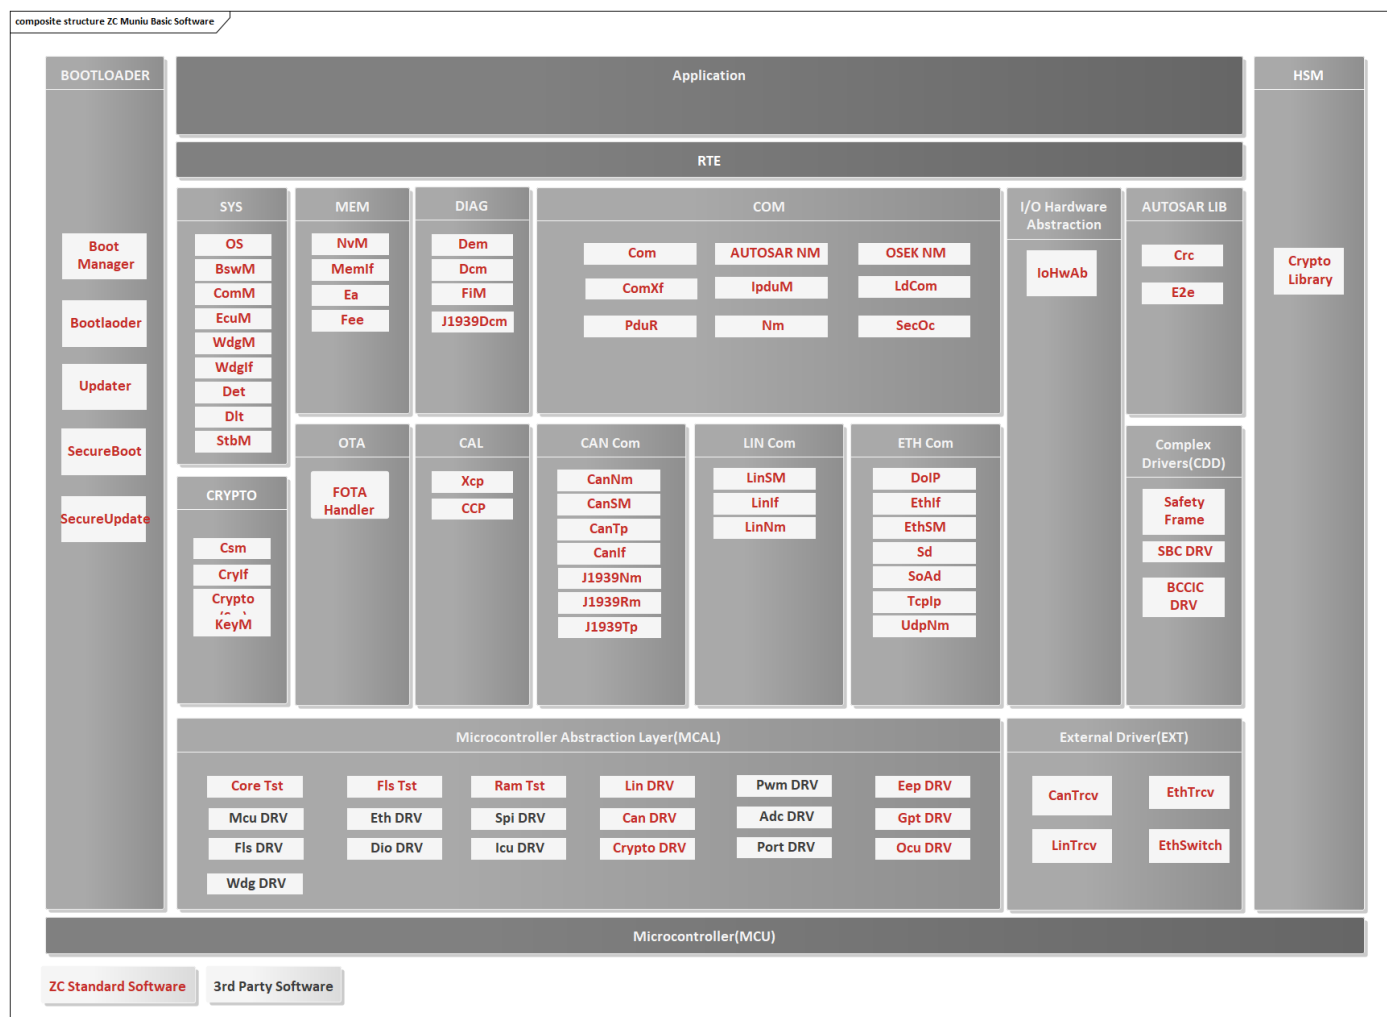 composite structure ZC Muniu Basic Software
BOOTLOADER
Boot
Manager
Bootlaoder
Updater
SecureBoot
SecureUpdate
Application
RTE
SYS
OS
BswM
ComM
EcuM
WdgM
WdgIf
Det
Dlt
StbM
MEM
NvM
MemIf
Ea
Fee
DIAG
Dem
Dcm
FiM
J1939Dcm
COM
Com
AUTOSAR NM
OSEK NM
ComXf
IpduM
LdCom
PduR
Nm
SecOc
I/O Hardware
Abstraction
IoHwAb
AUTOSAR LIB
Crc
E2e
HSM
Crypto
Library
CRYPTO
Csm
CryIf
Crypto
KeyM
OTA
FOTA
Handler
CAL
Xcp
CCP
CAN Com
CanNm
CanSM
CanTp
CanIf
J1939Nm
J1939Rm
J1939Tp
LIN Com
LinSM
LinIf
LinNm
ETH Com
DoIP
EthIf
EthSM
Sd
SoAd
TcpIp
UdpNm
Complex
Drivers(CDD)
Safety
Frame
SBC DRV
BCCIC
DRV
Microcontroller Abstraction Layer(MCAL)
Core Tst
Fls Tst
Ram Tst
Lin DRV
Pwm DRV
Eep DRV
Mcu DRV
Eth DRV
Spi DRV
Can DRV
Adc DRV
Gpt DRV
Fls DRV
Dio DRV
Icu DRV
Crypto DRV
Port DRV
Ocu DRV
Wdg DRV
External Driver(EXT)
CanTrcv
EthTrcv
LinTrcv
EthSwitch
Microcontroller(MCU)
ZC Standard Software
3rd Party Software